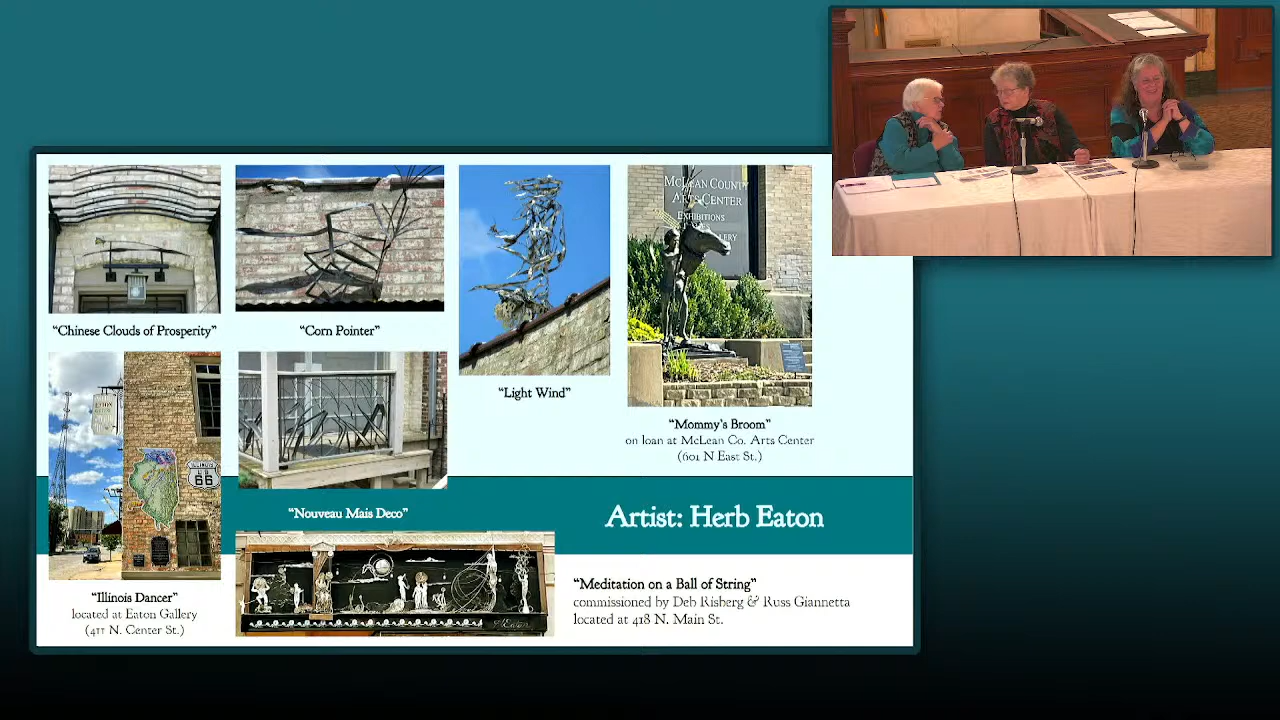 McLean County
Arts Center
Exhibitions
"Chinese Clouds of Prosperity"
"Corn Pointer"
"Light Wind"
"Mommy's Broom"
on loan at McLean Co. Arts Center
(601 N East St.)
ILLINOIS
US
66
"Nouveau Mais Deco"
Artist: Herb Eaton
"Illinois Dancer"
located at Eaton Gallery
(411 N. Center St.)
Eaton
"Meditation on a Ball of String"
commissioned by Deb Risberg & Russ Giannetta
located at 418 N. Main St.